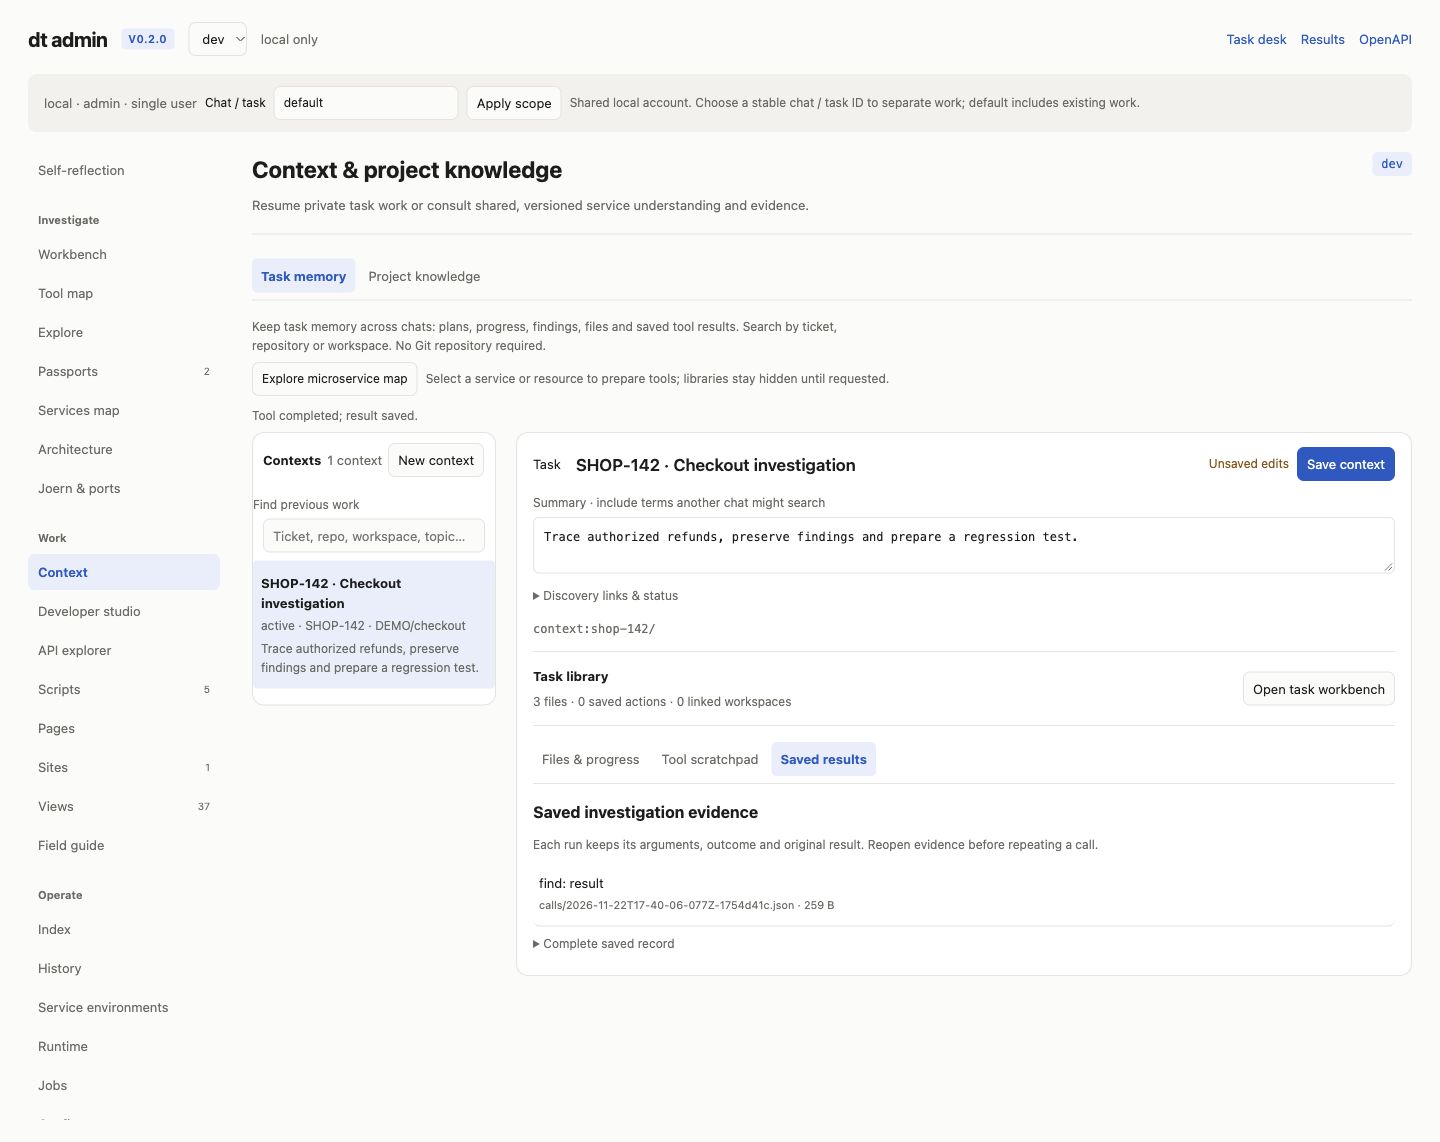 dt admin
V0.2.0
dev
local only
Task desk
Results
OpenAPI
local · admin · single user
Chat / task
default
Apply scope
Shared local account. Choose a stable chat / task ID to separate work; default includes existing work.
Self-reflection
Investigate
Workbench
Tool map
Explore
Passports 2
Services map
Architecture
Joern & ports
Work
Context
Developer studio
API explorer
Scripts 5
Pages
Sites 1
Views 37
Field guide
Operate
Index
History
Service environments
Runtime
Jobs
Context & project knowledge
dev
Resume private task work or consult shared, versioned service understanding and evidence.
Task memory
Project knowledge
Keep task memory across chats: plans, progress, findings, files and saved tool results. Search by ticket,
repository or workspace. No Git repository required.
Explore microservice map
Select a service or resource to prepare tools; libraries stay hidden until requested.
Tool completed; result saved.
Contexts 1 context
New context
Find previous work
Ticket, repo, workspace, topic...
SHOP-142 · Checkout
investigation
active · SHOP-142 · DEMO/checkout
Trace authorized refunds, preserve
findings and prepare a regression test.
Task SHOP-142 · Checkout investigation
Unsaved edits
Save context
Summary · include terms another chat might search
Trace authorized refunds, preserve findings and prepare a regression test.
Discovery links & status
context:shop-142/
Task library
3 files · 0 saved actions · 0 linked workspaces
Open task workbench
Files & progress
Tool scratchpad
Saved results
Saved investigation evidence
Each run keeps its arguments, outcome and original result. Reopen evidence before repeating a call.
find: result
calls/2026-11-22T17-40-06-077Z-1754d41c.json · 259 B
Complete saved record